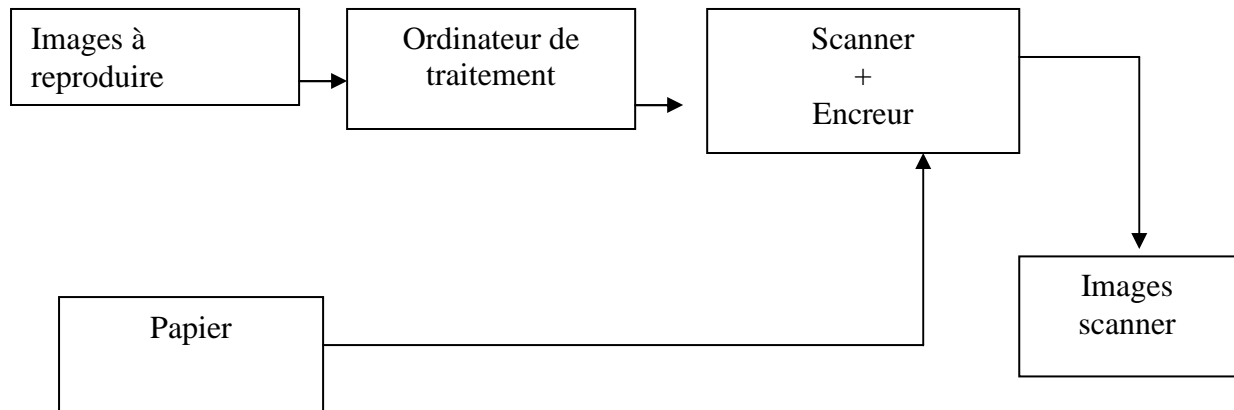 Images à
reproduire
Ordinateur de
traitement
Scanner
+
Encreur
Papier
Images
scanner